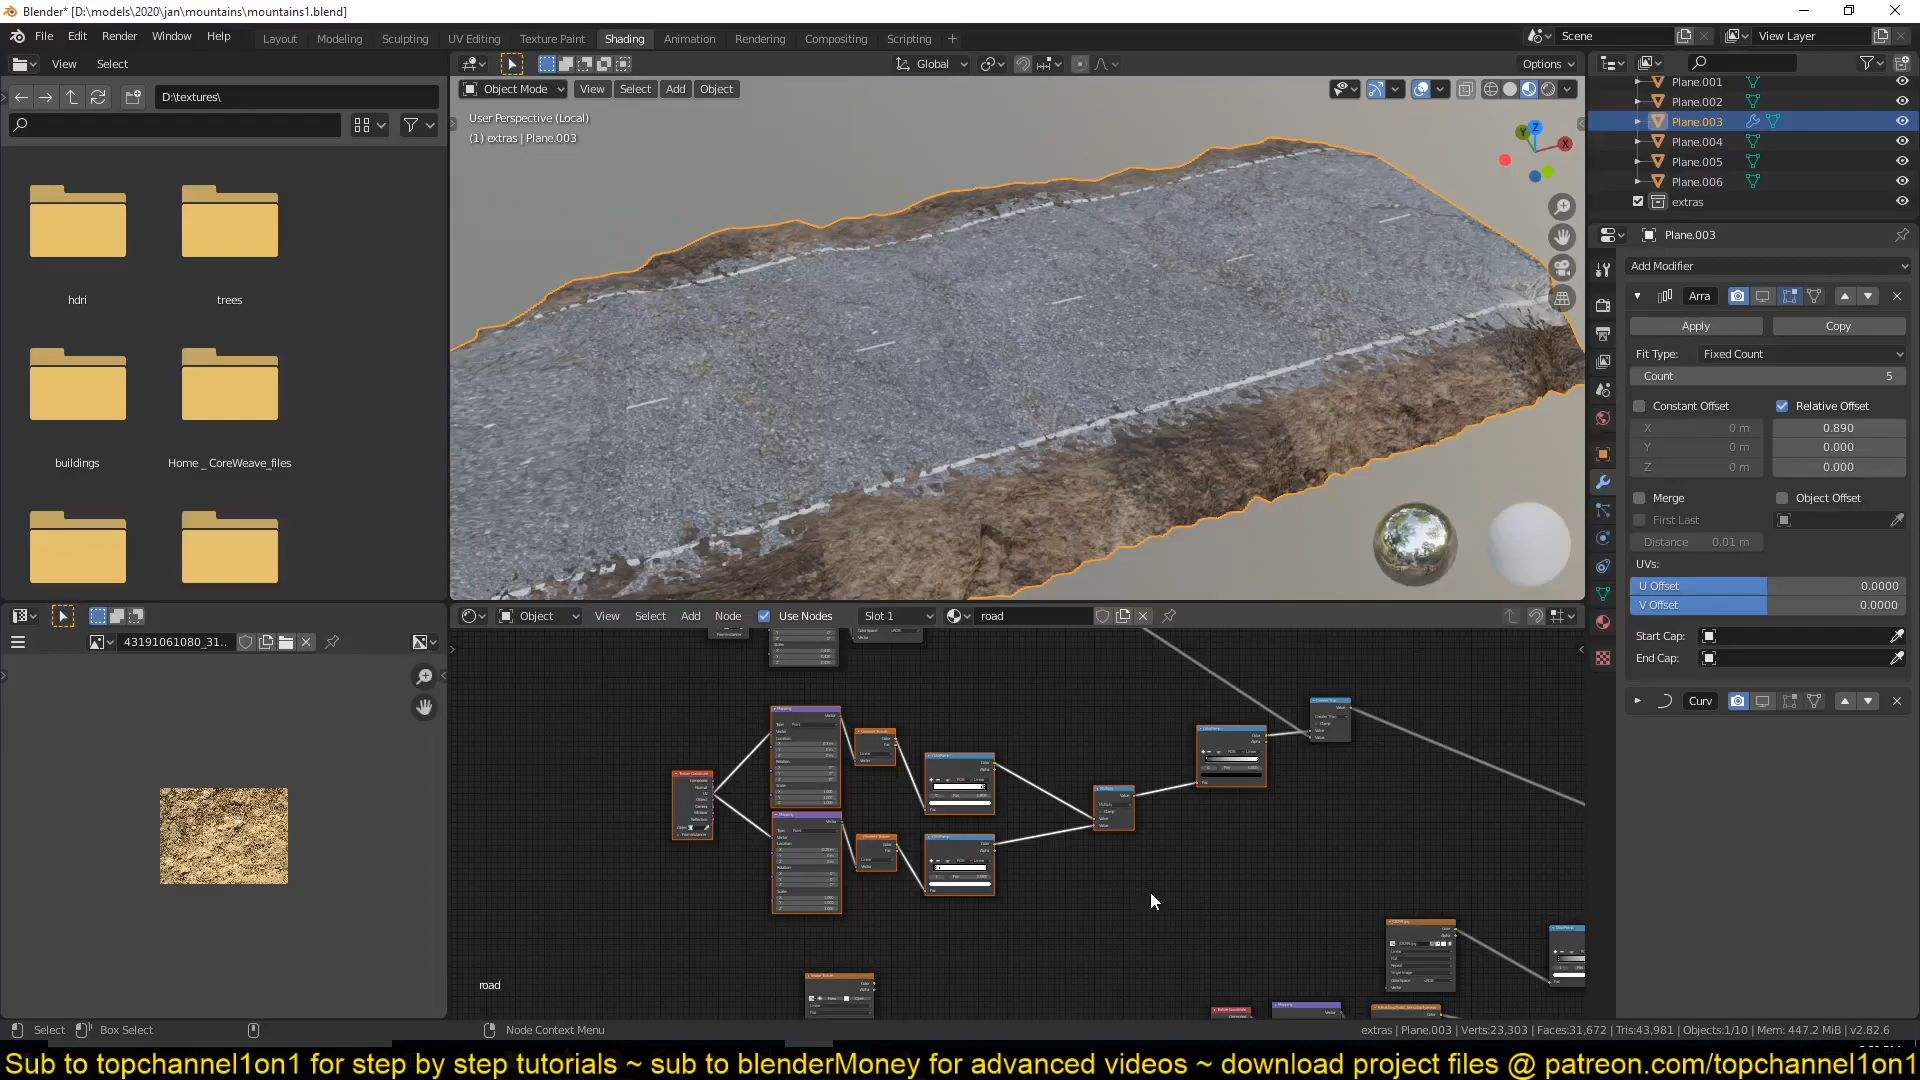 Blender* [D:\models\2020\jan\mountains\mountains1.blend]
File Edit Render Window Help Layout Modeling Sculpting UV Editing Texture Paint Shading Animation Rendering Compositing Scripting + Scene View Layer
View Select Global Options
D:\textures\
Object Mode View Select Add Object
User Perspective (Local)
(1) extras | Plane.003
Z
Y
X
hdri trees
buildings Home _ CoreWeave_files
Plane.001
Plane.002
Plane.003
Plane.004
Plane.005
Plane.006
extras
Plane.003
Add Modifier
Arra
Apply Copy
Fit Type: Fixed Count
Count 5
Constant Offset Relative Offset
X 0 m 0.890
Y 0 m 0.000
Z 0 m 0.000
Merge Object Offset
First Last
Distance 0.01 m
UVs:
U Offset 0.0000
V Offset 0.0000
Start Cap:
End Cap:
Curv
Object View Select Add Node Use Nodes Slot 1 road
43191061080_31..
road
Select Box Select Node Context Menu
extras | Plane.003 | Verts:23,303 | Faces:31,672 | Tris:43,981 | Objects:1/10 | Mem: 447.2 MiB | v2.82.6
Sub to topchannel1on1 for step by step tutorials ~ sub to blenderMoney for advanced videos ~ download project files @ patreon.com/topchannel1on1